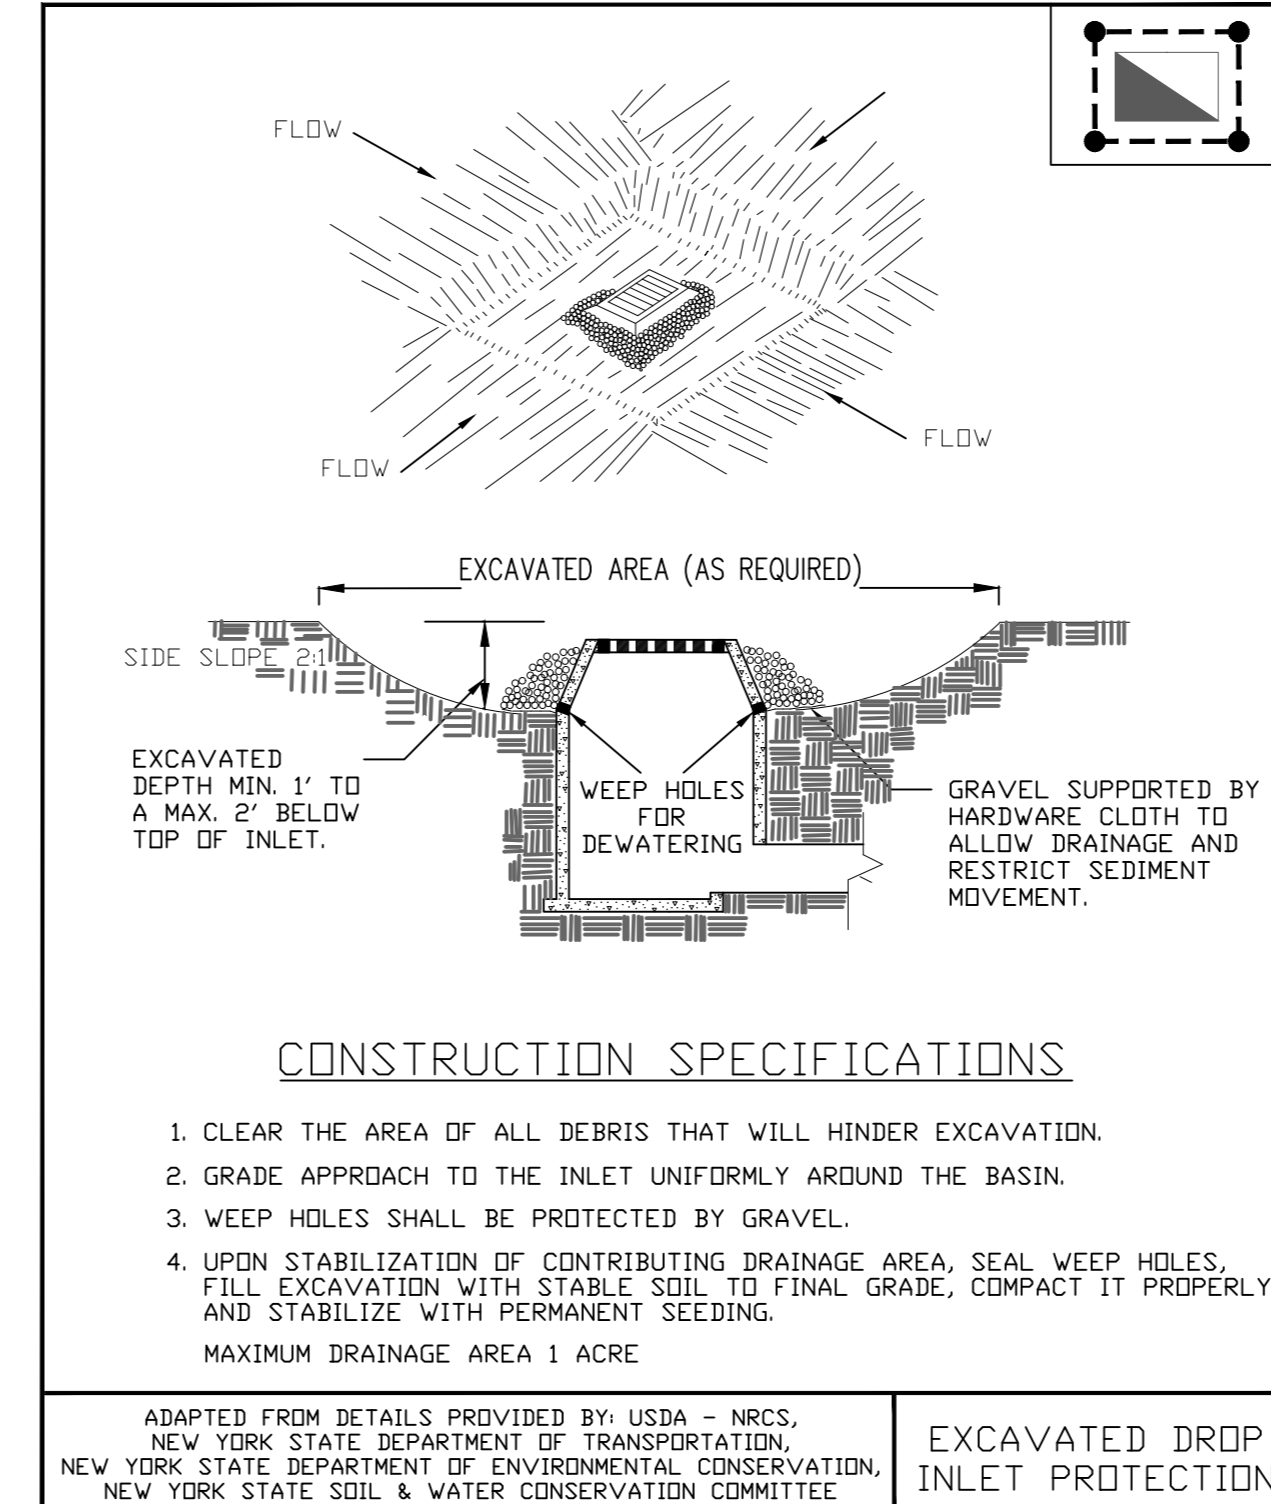 FLOW
FLOW
FLOW
EXCAVATED AREA (AS REQUIRED)
SIDE SLOPE 2:1
EXCAVATED
DEPTH MIN. 1' TO
A MAX. 2' BELOW
TOP OF INLET.
WEEP HOLES
FOR
DEWATERING
GRAVEL SUPPORTED BY
HARDWARE CLOTH TO
ALLOW DRAINAGE AND
RESTRICT SEDIMENT
MOVEMENT.
CONSTRUCTION SPECIFICATIONS
1. CLEAR THE AREA OF ALL DEBRIS THAT WILL HINDER EXCAVATION.
2. GRADE APPROACH TO THE INLET UNIFORMLY AROUND THE BASIN.
3. WEEP HOLES SHALL BE PROTECTED BY GRAVEL.
4. UPON STABILIZATION OF CONTRIBUTING DRAINAGE AREA, SEAL WEEP HOLES,
FILL EXCAVATION WITH STABLE SOIL TO FINAL GRADE, COMPACT IT PROPERLY
AND STABILIZE WITH PERMANENT SEEDING.
MAXIMUM DRAINAGE AREA 1 ACRE
ADAPTED FROM DETAILS PROVIDED BY: USDA - NRCS,
NEW YORK STATE DEPARTMENT OF TRANSPORTATION,
NEW YORK STATE DEPARTMENT OF ENVIRONMENTAL CONSERVATION,
NEW YORK STATE SOIL & WATER CONSERVATION COMMITTEE
EXCAVATED DROP
INLET PROTECTION